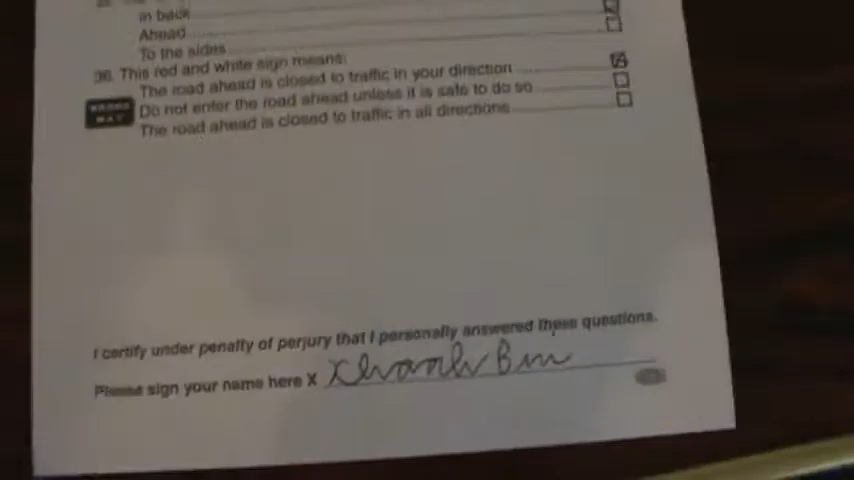 in back
Ahead
To the sides
36. This red and white sign means:
The road ahead is closed to traffic in your direction
WRONG WAY
Do not enter the road ahead unless it is safe to do so
The road ahead is closed to traffic in all directions
I certify under penalty of perjury that I personally answered these questions.
Please sign your name here X